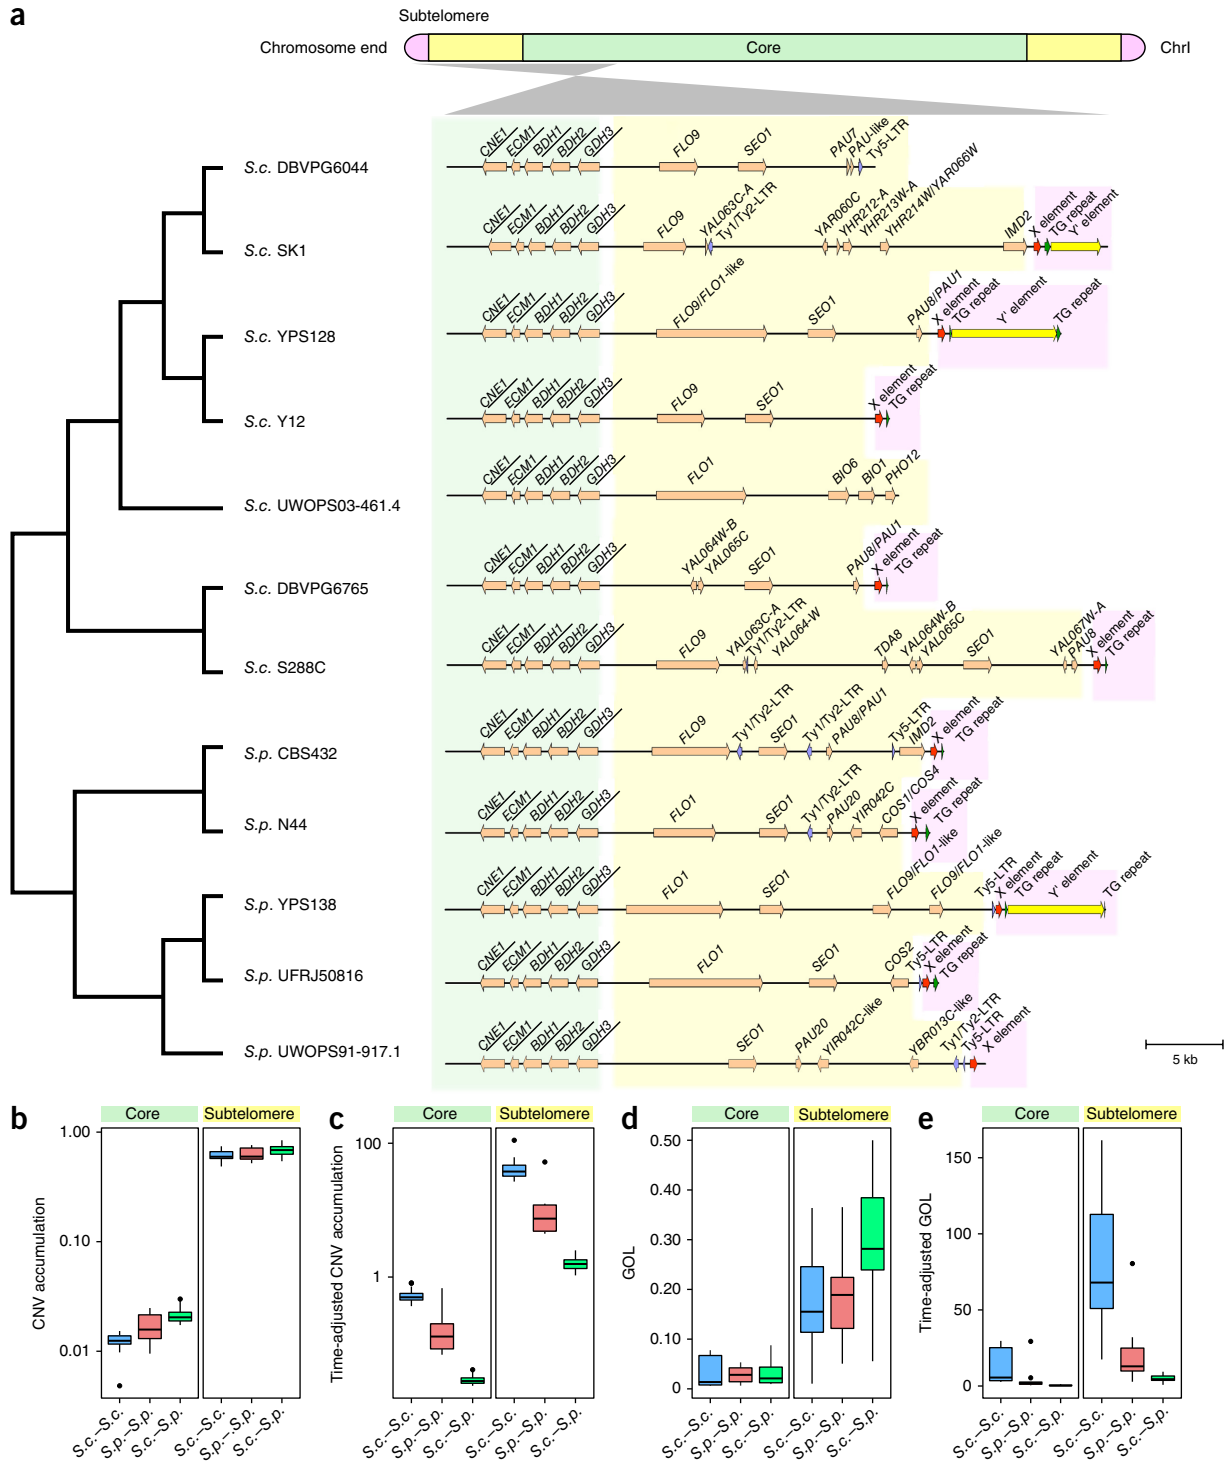 a
Subtelomere
Chromosome end
Core
ChrI
S.c. DBVPG6044
CNE1 ECM1 BDH1 BDH2 GDH3 FLO9 SEO1 PAU7 PAU-like Ty5-LTR
S.c. SK1
CNE1 ECM1 BDH1 BDH2 GDH3 FLO9 YAL063C-A Ty1/Ty2-LTR YAR060C YHR212-A YHR213W-A YHR214W/YAR066W IMD2 X element TG repeat Y' element
S.c. YPS128
CNE1 ECM1 BDH1 BDH2 GDH3 FLO9/FLO1-like SEO1 PAU8/PAU1 X element TG repeat Y' element TG repeat
S.c. Y12
CNE1 ECM1 BDH1 BDH2 GDH3 FLO9 SEO1 X element TG repeat
S.c. UWOPS03-461.4
CNE1 ECM1 BDH1 BDH2 GDH3 FLO1 BIO6 BIO1 PHO12
S.c. DBVPG6765
CNE1 ECM1 BDH1 BDH2 GDH3 YAL064W-B YAL065C SEO1 PAU8/PAU1 X element TG repeat
S.c. S288C
CNE1 ECM1 BDH1 BDH2 GDH3 FLO9 YAL063C-A Ty1/Ty2-LTR YAL064-W TDA8 YAL064W-B YAL065C SEO1 YAL067W-A PAU8 X element TG repeat
S.p. CBS432
CNE1 ECM1 BDH1 BDH2 GDH3 FLO9 Ty1/Ty2-LTR SEO1 Ty1/Ty2-LTR PAU8/PAU1 Ty5-LTR IMD2 X element TG repeat
S.p. N44
CNE1 ECM1 BDH1 BDH2 GDH3 FLO1 SEO1 Ty1/Ty2-LTR PAU20 YIR042C COS1/COS4 X element TG repeat
S.p. YPS138
CNE1 ECM1 BDH1 BDH2 GDH3 FLO1 SEO1 FLO9/FLO1-like FLO9/FLO1-like Ty5-LTR X element TG repeat Y' element TG repeat
S.p. UFRJ50816
CNE1 ECM1 BDH1 BDH2 GDH3 FLO1 SEO1 COS2 Ty5-LTR X element TG repeat
S.p. UWOPS91-917.1
CNE1 ECM1 BDH1 BDH2 GDH3 SEO1 PAU20 YIR042C-like YBR013C-like Ty1/Ty2-LTR Ty5-LTR X element
5 kb
b
Core
Subtelomere
CNV accumulation
1.00
0.10
0.01
S.c.–S.c. S.p.–S.p. S.c.–S.p. S.c.–S.c. S.p.–S.p. S.c.–S.p.
c
Core
Subtelomere
Time-adjusted CNV accumulation
100
1
S.c.–S.c. S.p.–S.p. S.c.–S.p. S.c.–S.c. S.p.–S.p. S.c.–S.p.
d
Core
Subtelomere
GOL
0.50
0.40
0.30
0.20
0.10
0
S.c.–S.c. S.p.–S.p. S.c.–S.p. S.c.–S.c. S.p.–S.p. S.c.–S.p.
e
Core
Subtelomere
Time-adjusted GOL
150
100
50
0
S.c.–S.c. S.p.–S.p. S.c.–S.p. S.c.–S.c. S.p.–S.p. S.c.–S.p.